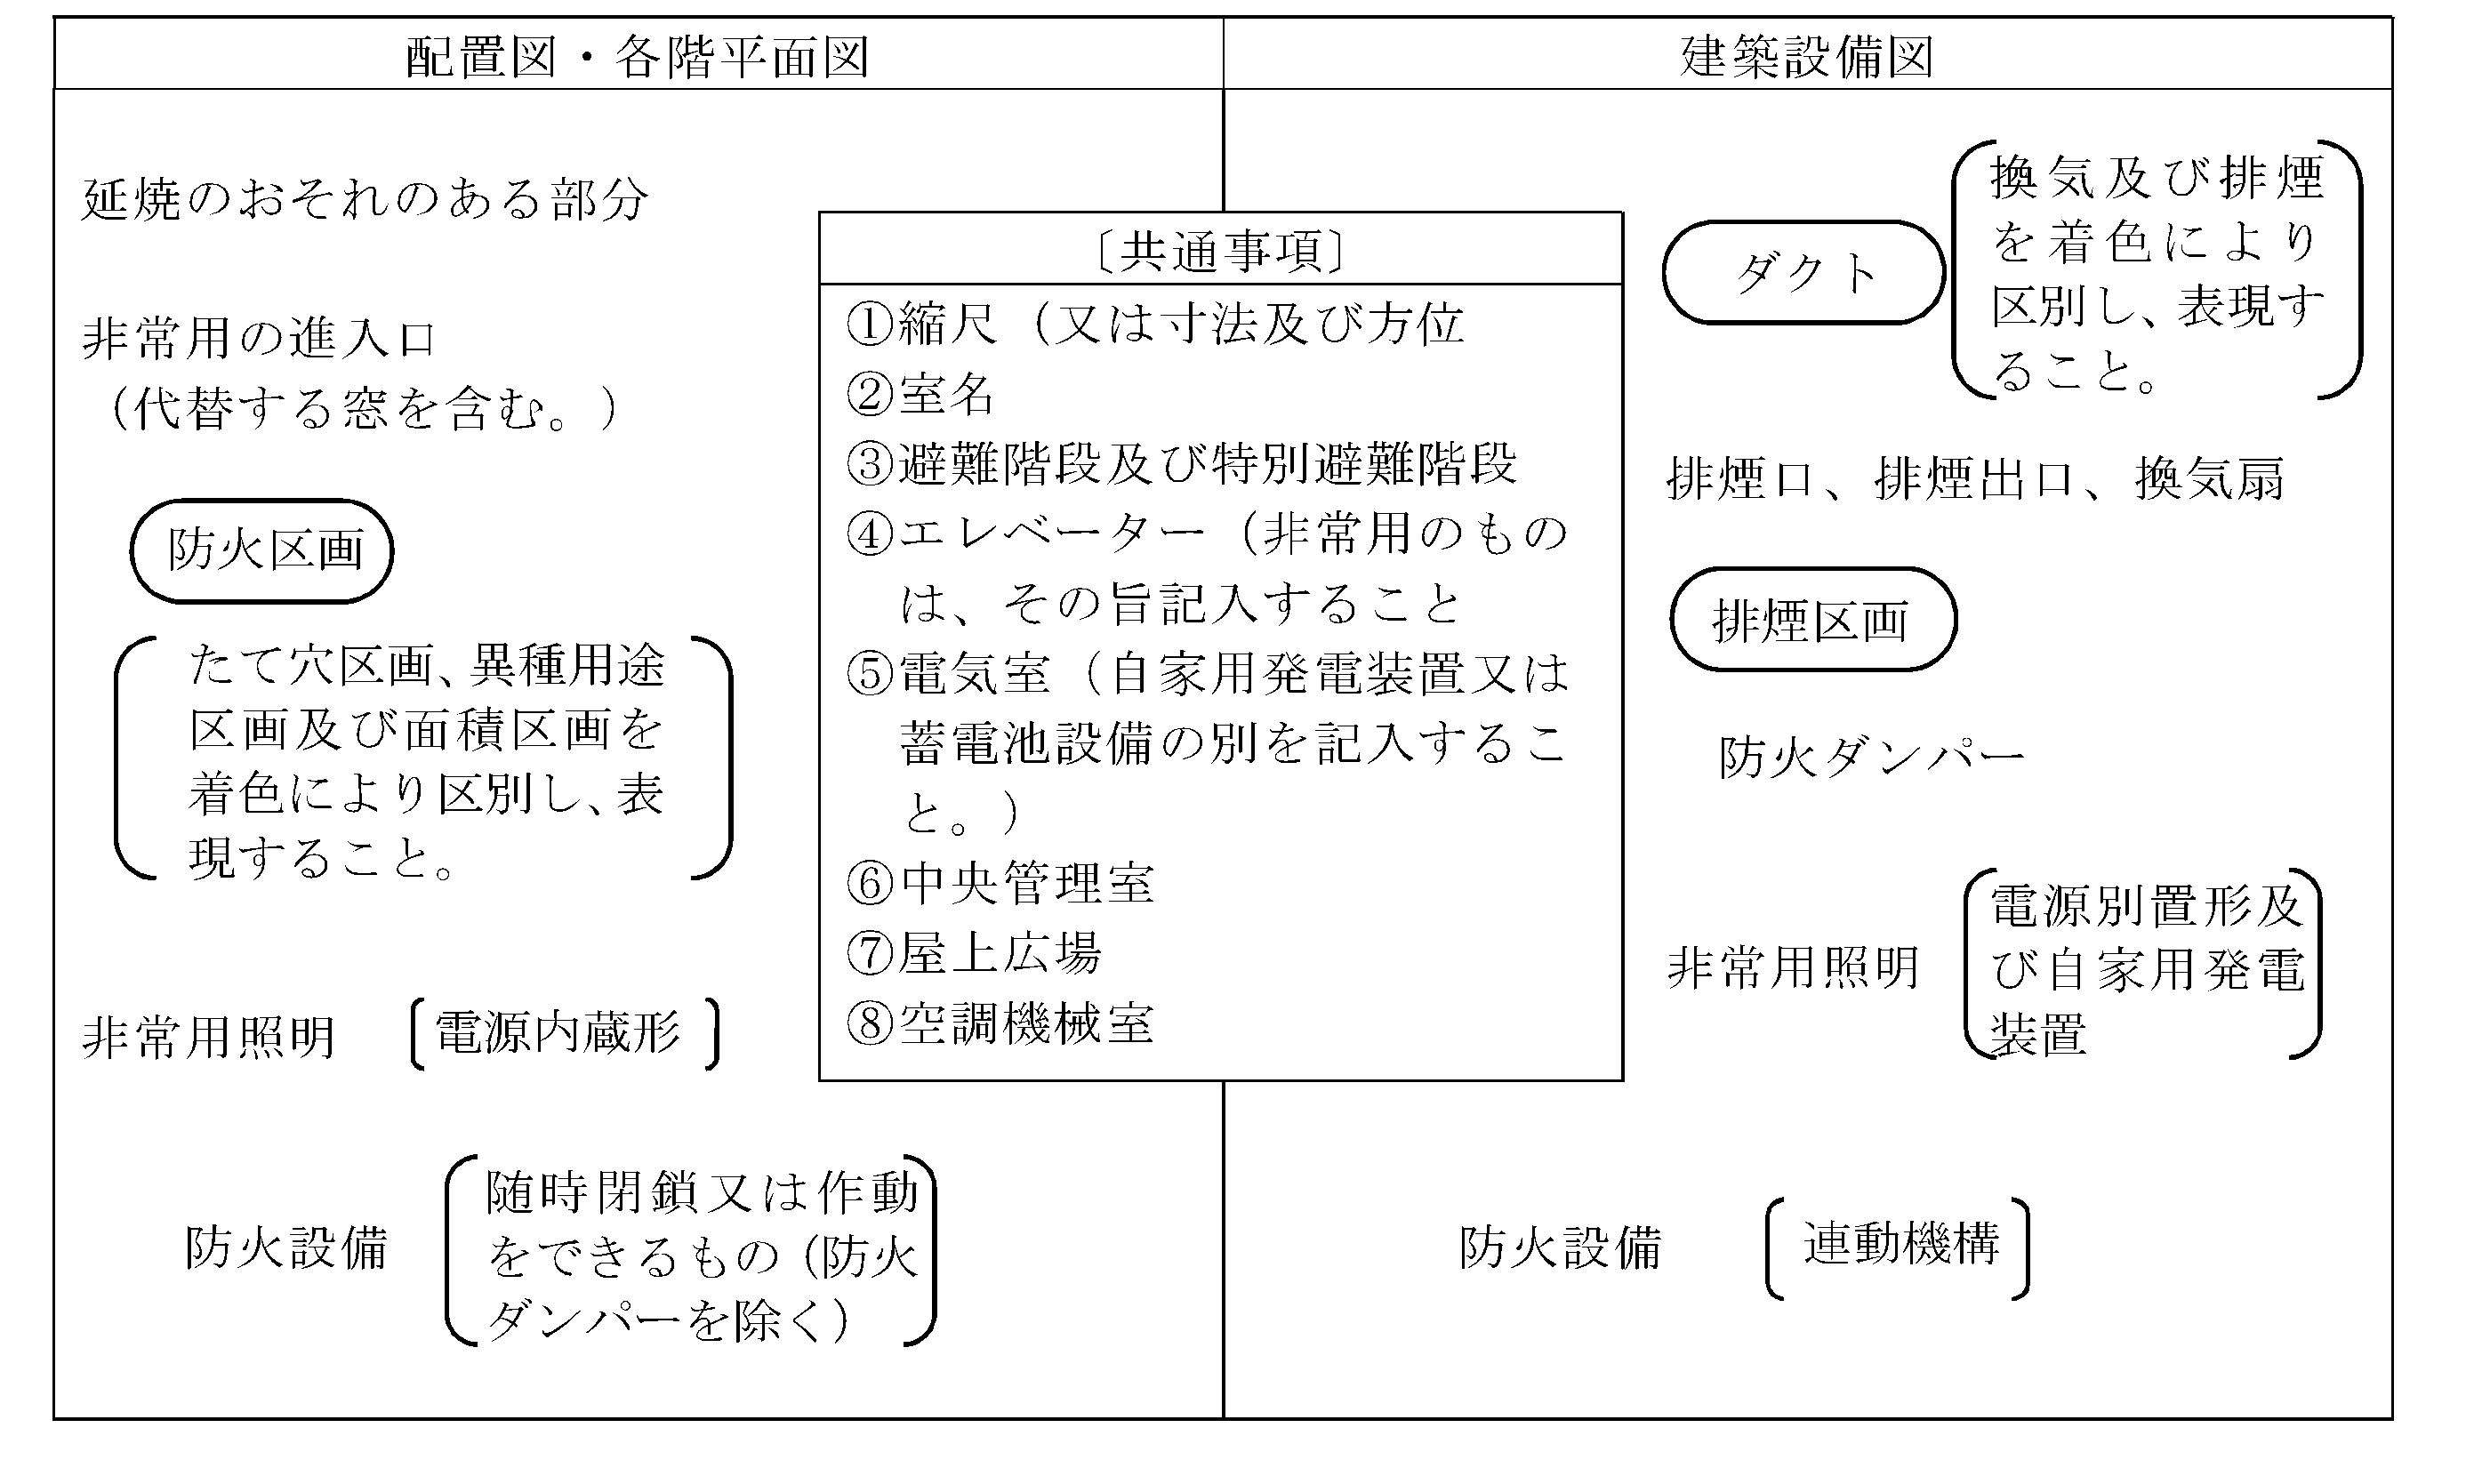 配置図・各階平面図
建築設備図
延焼のおそれのある部分
非常用の進入口
（代替する窓を含む。）
防火区画
たて穴区画、異種用途
区画及び面積区画を
着色により区別し、表
現すること。
非常用照明
電源内蔵形
防火設備
随時閉鎖又は作動
をできるもの（防火
ダンパーを除く）
〔共通事項〕
①縮尺（又は寸法及び方位
②室名
③避難階段及び特別避難階段
④エレベーター（非常用のもの
は、その旨記入すること
⑤電気室（自家用発電装置又は
蓄電池設備の別を記入するこ
と。）
⑥中央管理室
⑦屋上広場
⑧空調機械室
ダクト
換気及び排煙
を着色により
区別し、表現す
ること。
排煙口、排煙出口、換気扇
排煙区画
防火ダンパー
非常用照明
電源別置形及
び自家用発電
装置
防火設備
連動機構